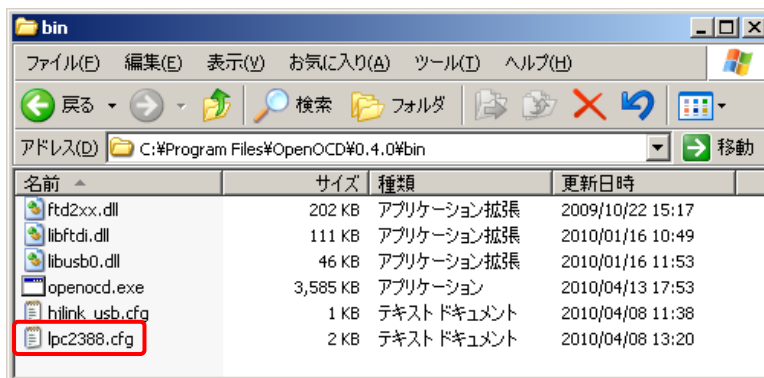 bin
ファイル(F) 編集(E) 表示(V) お気に入り(A) ツール(T) ヘルプ(H)
戻る 検索 フォルダ
アドレス(D) C:¥Program Files¥OpenOCD¥0.4.0¥bin 移動
名前 サイズ 種類 更新日時
ftd2xx.dll 202 KB アプリケーション拡張 2009/10/22 15:17
libftdi.dll 111 KB アプリケーション拡張 2010/01/16 10:49
libusb0.dll 46 KB アプリケーション拡張 2010/01/16 11:53
openocd.exe 3,585 KB アプリケーション 2010/04/13 17:53
hilink_usb.cfg 1 KB テキスト ドキュメント 2010/04/08 11:38
lpc2388.cfg 2 KB テキスト ドキュメント 2010/04/08 13:20